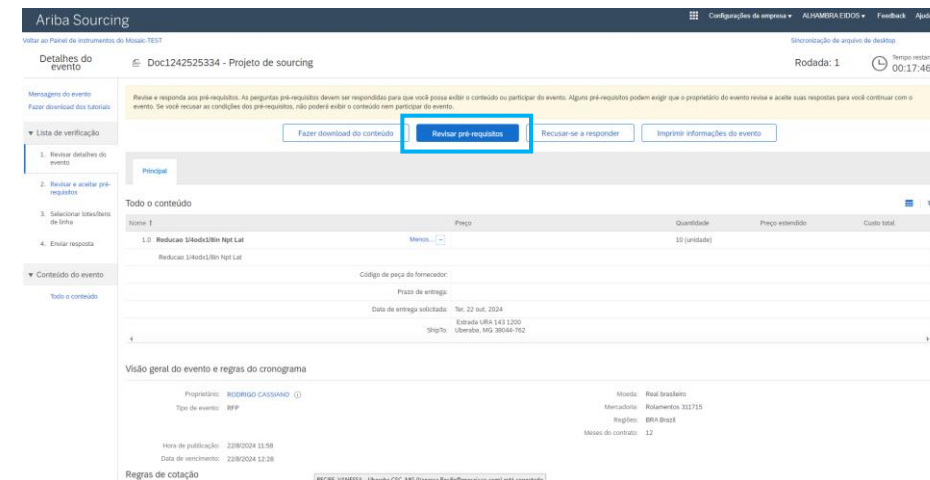 Ariba Sourcing
Configurações da empresa ▾ ALHAMBRA EIDOS ▾ Feedback Ajuda
Voltar ao Painel de instrumentos do Mosaic-TEST
Sincronização de arquivo de desktop
Detalhes do evento
Doc1242525334 - Projeto de sourcing
Rodada: 1
Tempo restan
00:17:46
Mensagens do evento
Fazer download dos tutoriais
Revise e responda aos pré-requisitos. As perguntas pré-requisitos devem ser respondidas para que você possa exibir o conteúdo ou participar do evento. Alguns pré-requisitos podem exigir que o proprietário do evento revise e aceite suas respostas para você continuar com o
evento. Se você recusar as condições dos pré-requisitos, não poderá exibir o conteúdo nem participar do evento.
▾ Lista de verificação
Fazer download do conteúdo
Revisar pré-requisitos
Recusar-se a responder
Imprimir informações do evento
1. Revisar detalhes do evento
2. Revisar e aceitar pré-requisitos
3. Selecionar lotes/itens de linha
4. Enviar resposta
▾ Conteúdo do evento
Todo o conteúdo
Principal
Todo o conteúdo
Nome ↑ Preço Quantidade Preço estendido Custo total
1.0 Reducao 1/4odx1/8in Npt Lat Menos... 10 (unidade)
Reducao 1/4odx1/8in Npt Lat
Código de peça do fornecedor:
Prazo de entrega:
Data de entrega solicitada: Ter, 22 out, 2024
ShipTo: Estrada URA 143 1200
Uberaba, MG 38044-762
Visão geral do evento e regras do cronograma
Proprietário: RODRIGO CASSIANO
Tipo de evento: RFP
Hora de publicação: 22/8/2024 11:58
Data de vencimento: 22/8/2024 12:28
Moeda: Real brasileiro
Mercadoria: Rolamentos 311715
Regiões: BRA Brazil
Meses do contrato: 12
Regras de cotação